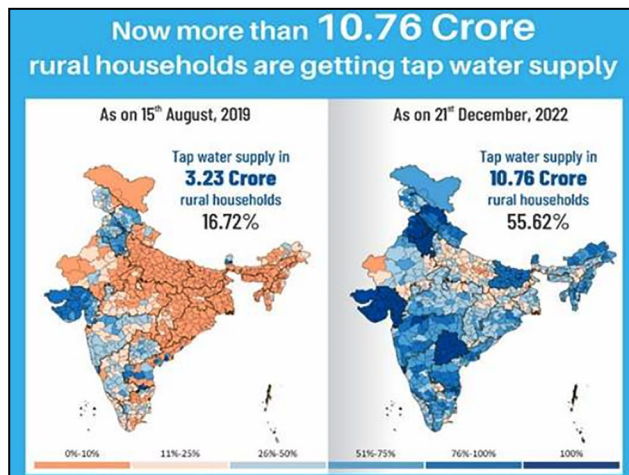 Now more than 10.76 Crore
rural households are getting tap water supply
As on 15th August, 2019
Tap water supply in
3.23 Crore
rural households
16.72%
As on 21st December, 2022
Tap water supply in
10.76 Crore
rural households
55.62%
0%-10%
11%-25%
26%-50%
51%-75%
76%-100%
100%